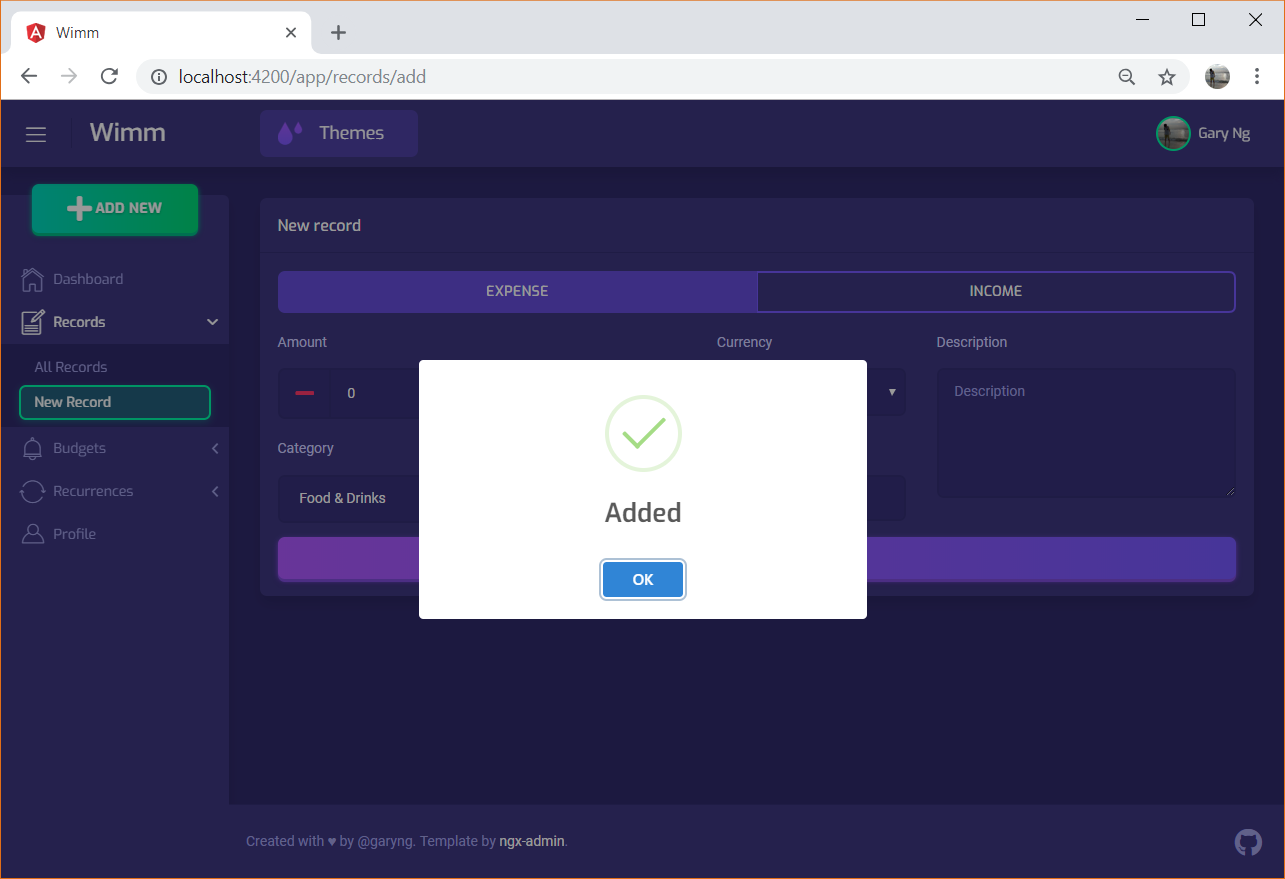 Wimm
localhost:4200/app/records/add
Wimm
Themes
Gary Ng
ADD NEW
Dashboard
Records
All Records
New Record
Budgets
Recurrences
Profile
New record
EXPENSE
INCOME
Amount
Currency
Description
0
Description
Category
Food & Drinks
Added
OK
Created with ♥ by @garyng. Template by ngx-admin.